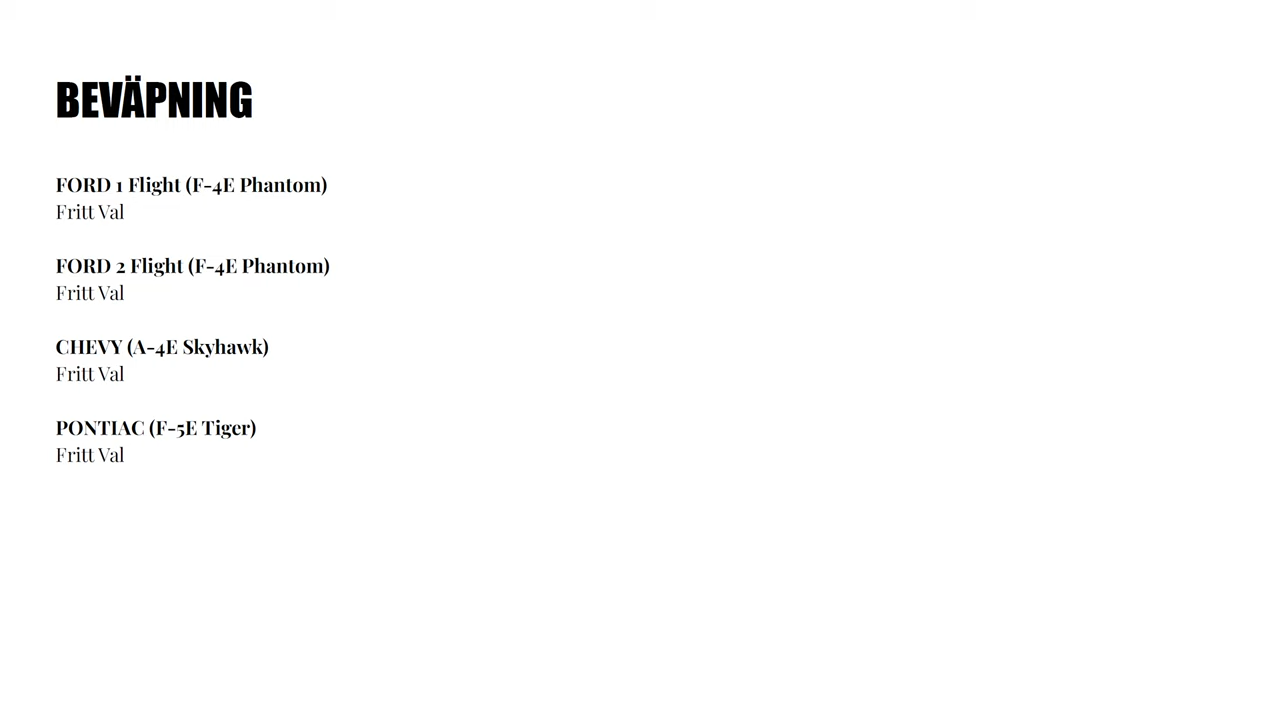 BEVÄPNING
FORD 1 Flight (F-4E Phantom)
Fritt Val
FORD 2 Flight (F-4E Phantom)
Fritt Val
CHEVY (A-4E Skyhawk)
Fritt Val
PONTIAC (F-5E Tiger)
Fritt Val